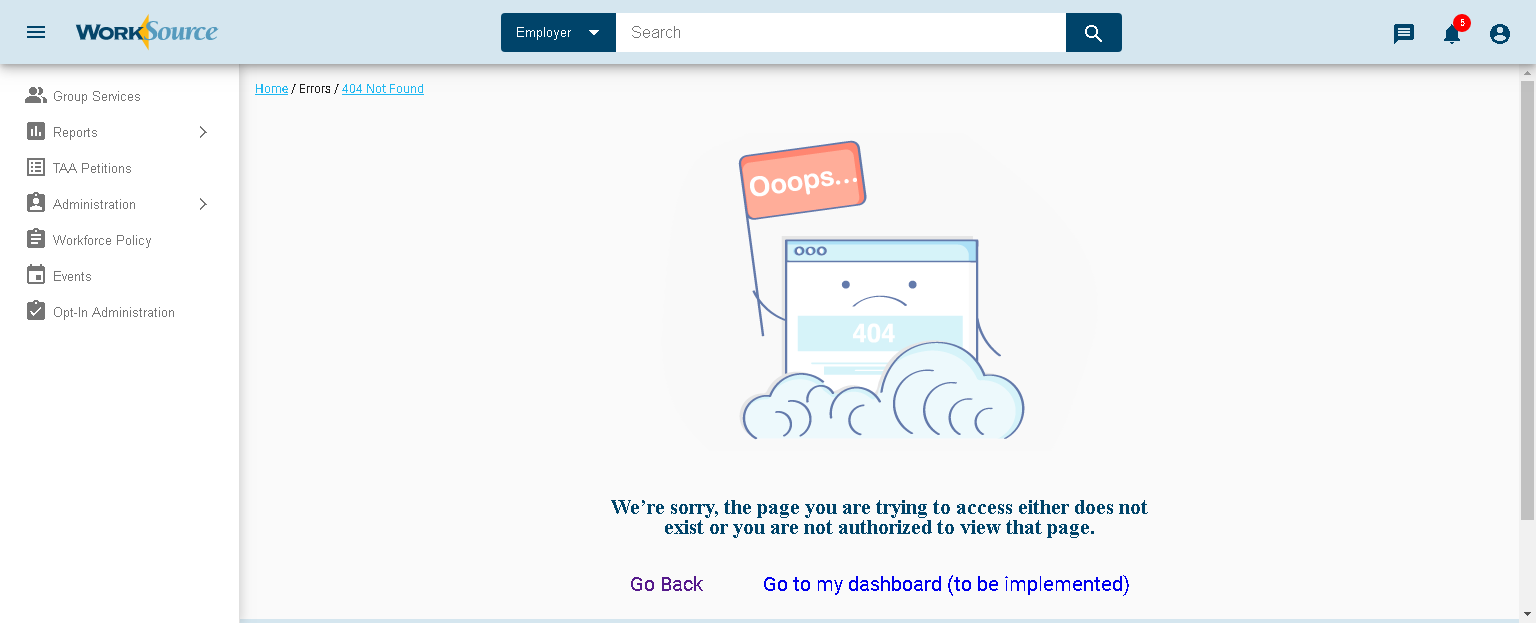 WorkSource
Employer
Search
5
Group Services
Reports
TAA Petitions
Administration
Workforce Policy
Events
Opt-In Administration
Home / Errors / 404 Not Found
Ooops...
404
We're sorry, the page you are trying to access either does not
exist or you are not authorized to view that page.
Go Back
Go to my dashboard (to be implemented)